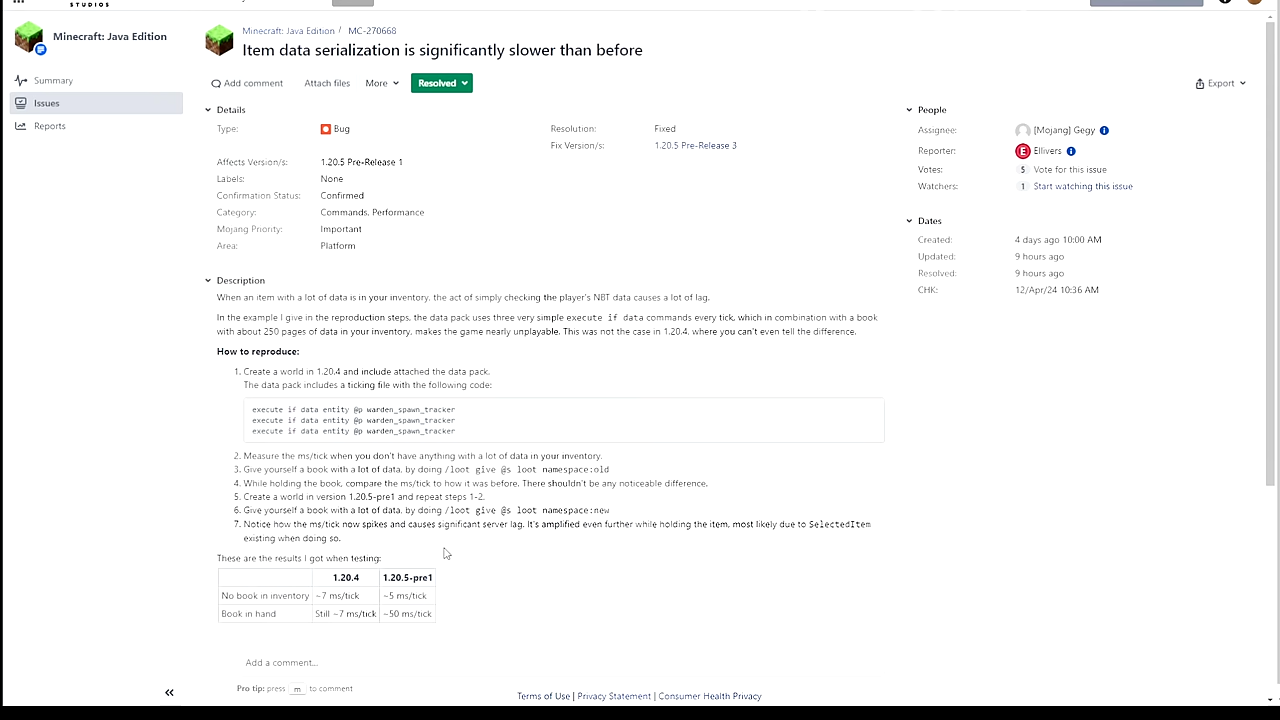 STUDIOS
Minecraft: Java Edition
Summary
Issues
Reports
Minecraft: Java Edition / MC-270668
Item data serialization is significantly slower than before
Add comment Attach files More Resolved Export
Details
Type: Bug
Resolution: Fixed
Fix Version/s: 1.20.5 Pre-Release 3
Affects Version/s: 1.20.5 Pre-Release 1
Labels: None
Confirmation Status: Confirmed
Category: Commands, Performance
Mojang Priority: Important
Area: Platform
Description
When an item with a lot of data is in your inventory, the act of simply checking the player's NBT data causes a lot of lag.
In the example I give in the reproduction steps, the data pack uses three very simple execute if data commands every tick, which in combination with a book
with about 250 pages of data in your inventory, makes the game nearly unplayable. This was not the case in 1.20.4, where you can't even tell the difference.
How to reproduce:
1. Create a world in 1.20.4 and include attached the data pack.
The data pack includes a ticking file with the following code:
execute if data entity @p warden_spawn_tracker
execute if data entity @p warden_spawn_tracker
execute if data entity @p warden_spawn_tracker
2. Measure the ms/tick when you don't have anything with a lot of data in your inventory.
3. Give yourself a book with a lot of data, by doing /loot give @s loot namespace:old
4. While holding the book, compare the ms/tick to how it was before. There shouldn't be any noticeable difference.
5. Create a world in version 1.20.5-pre1 and repeat steps 1-2.
6. Give yourself a book with a lot of data, by doing /loot give @s loot namespace:new
7. Notice how the ms/tick now spikes and causes significant server lag. It's amplified even further while holding the item, most likely due to SelectedItem
existing when doing so.
These are the results I got when testing:
1.20.4 1.20.5-pre1
No book in inventory ~7 ms/tick ~5 ms/tick
Book in hand Still ~7 ms/tick ~50 ms/tick
Add a comment...
Pro tip: press m to comment
People
Assignee: [Mojang] Gegy
Reporter: E Ellivers
Votes: 5 Vote for this issue
Watchers: 1 Start watching this issue
Dates
Created: 4 days ago 10:00 AM
Updated: 9 hours ago
Resolved: 9 hours ago
CHK: 12/Apr/24 10:36 AM
Terms of Use | Privacy Statement | Consumer Health Privacy